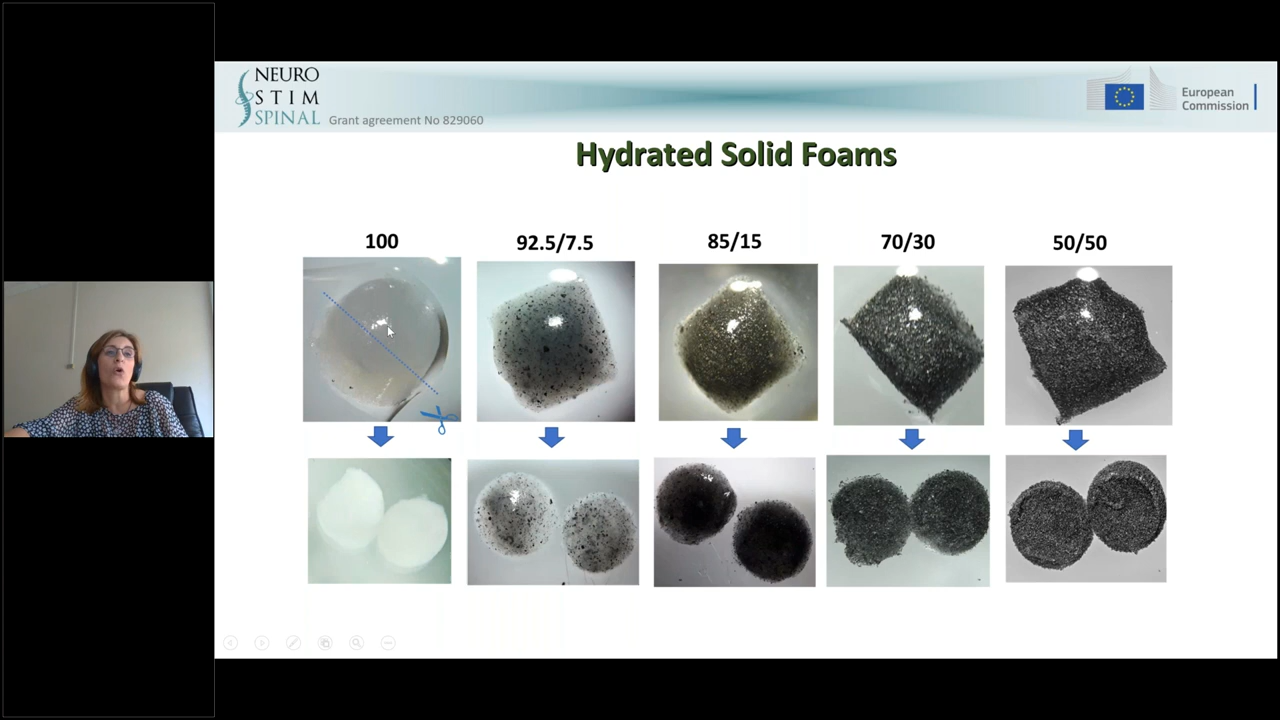 NEURO
STIM
SPINAL
Grant agreement No 829060
European
Commission
Hydrated Solid Foams
100
92.5/7.5
85/15
70/30
50/50